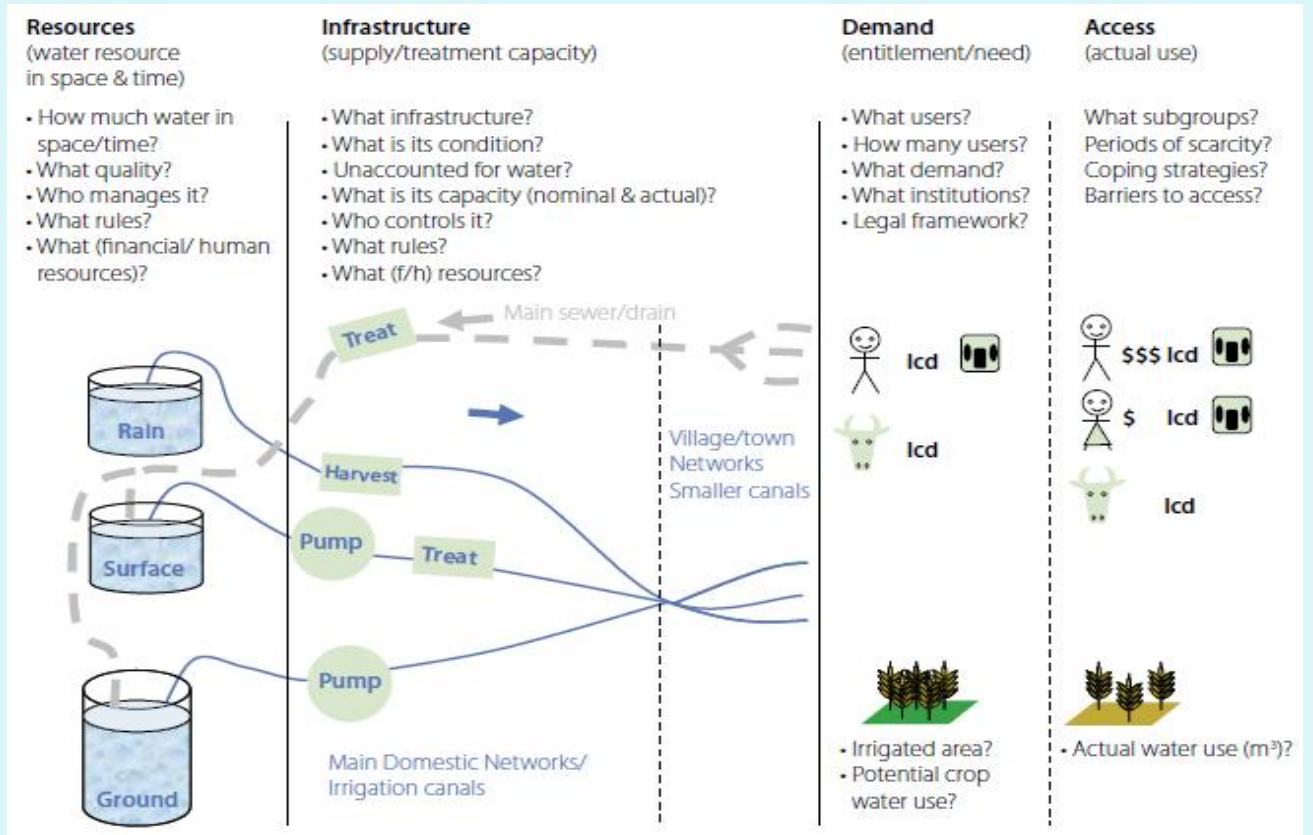 Resources
(water resource
in space & time)
• How much water in
space/time?
• What quality?
• Who manages it?
• What rules?
• What (financial/ human
resources)?
Infrastructure
(supply/treatment capacity)
• What infrastructure?
• What is its condition?
• Unaccounted for water?
• What is its capacity (nominal & actual)?
• Who controls it?
• What rules?
• What (f/h) resources?
Demand
(entitlement/need)
• What users?
• How many users?
• What demand?
• What institutions?
• Legal framework?
Access
(actual use)
What subgroups?
Periods of scarcity?
Coping strategies?
Barriers to access?
Main sewer/drain
Treat
Rain
Harvest
Surface
Pump
Treat
Ground
Pump
Village/town
Networks
Smaller canals
Main Domestic Networks/
Irrigation canals
lcd
lcd
$$$ lcd
$ lcd
lcd
• Irrigated area?
• Potential crop
water use?
• Actual water use (m³)?